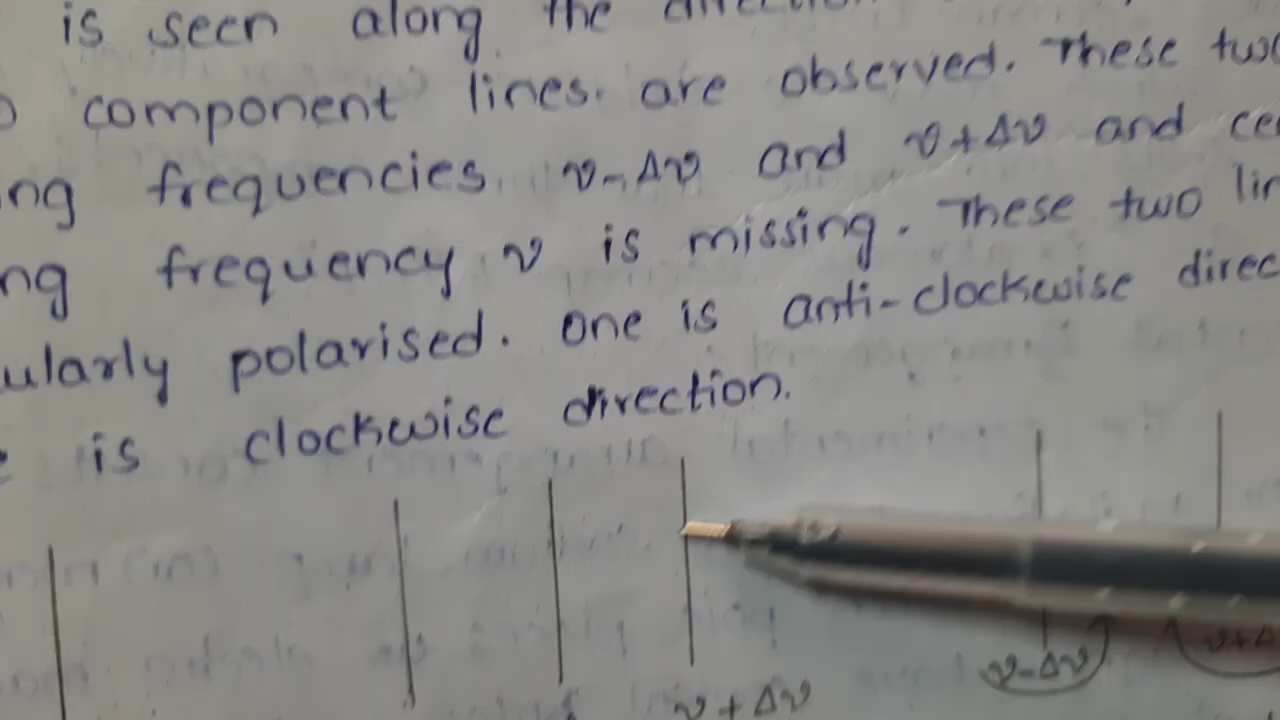 is seen along the
component lines. are observed. These two
frequencies ν-Δν and ν+Δν and
frequency ν is missing. These two
polarised. one is anti-clockwise
is clockwise direction.
ν+Δν ν-Δν